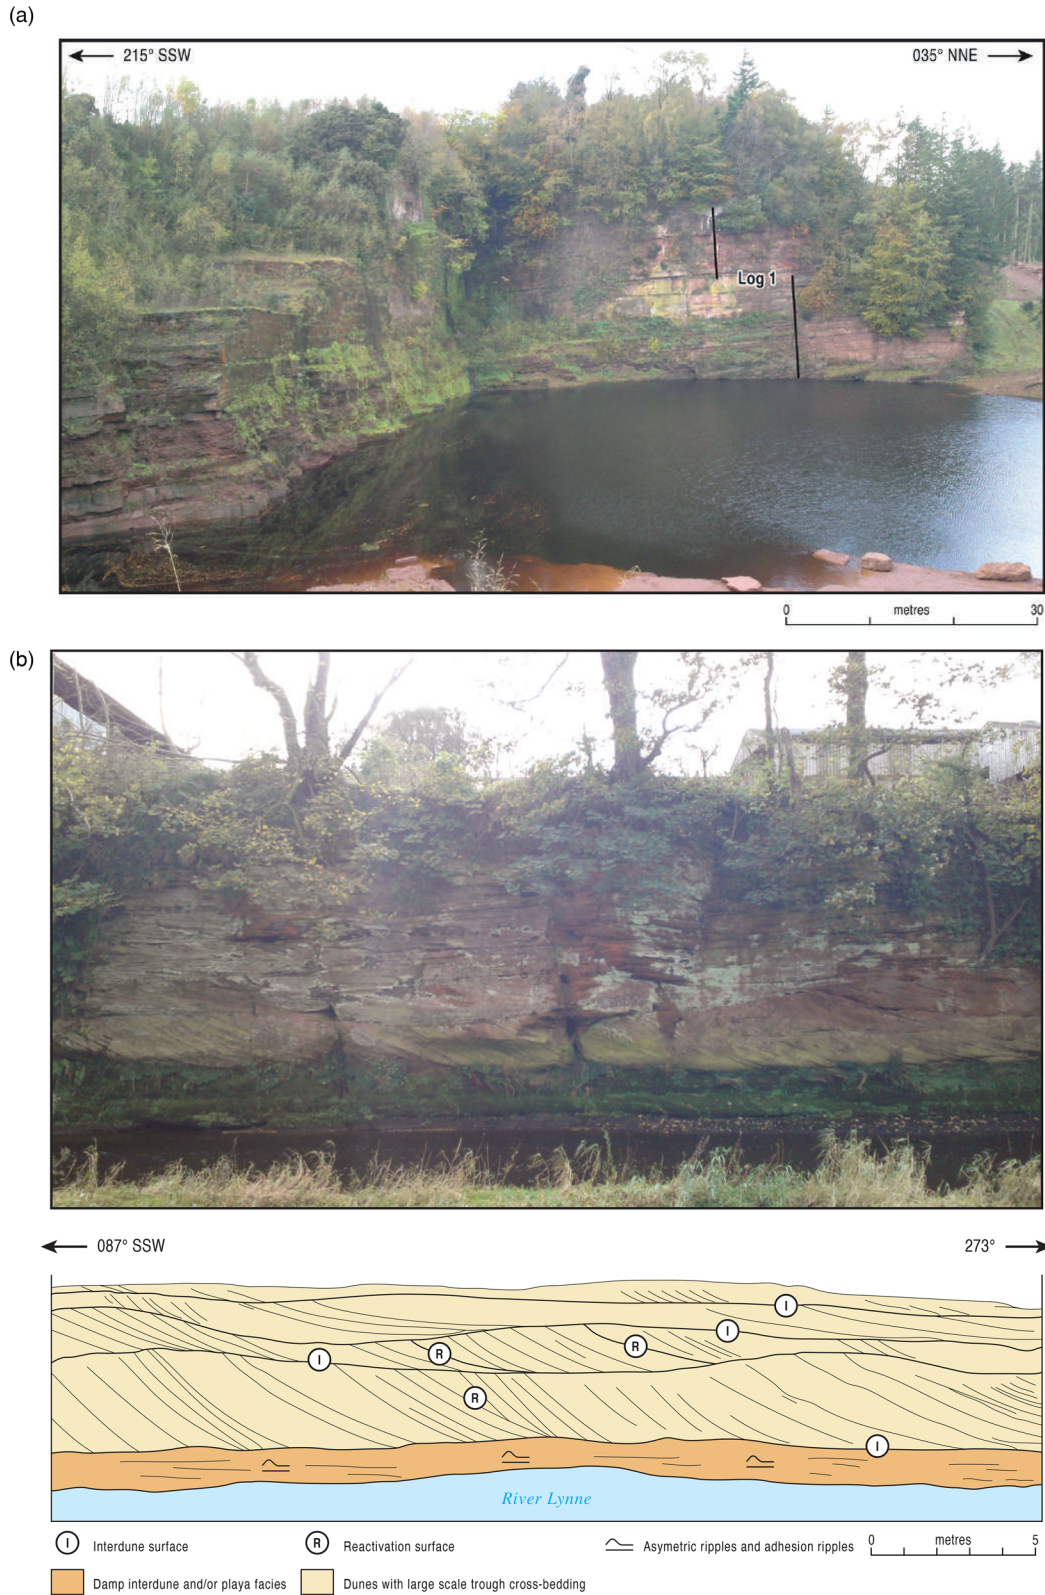 (a)
215° SSW
035° NNE
Log 1
0 metres 30
(b)
087° SSW
273°
I
I
R
R
I
R
I
River Lynne
I Interdune surface
R Reactivation surface
Asymetric ripples and adhesion ripples
0 metres 5
Damp interdune and/or playa facies
Dunes with large scale trough cross-bedding